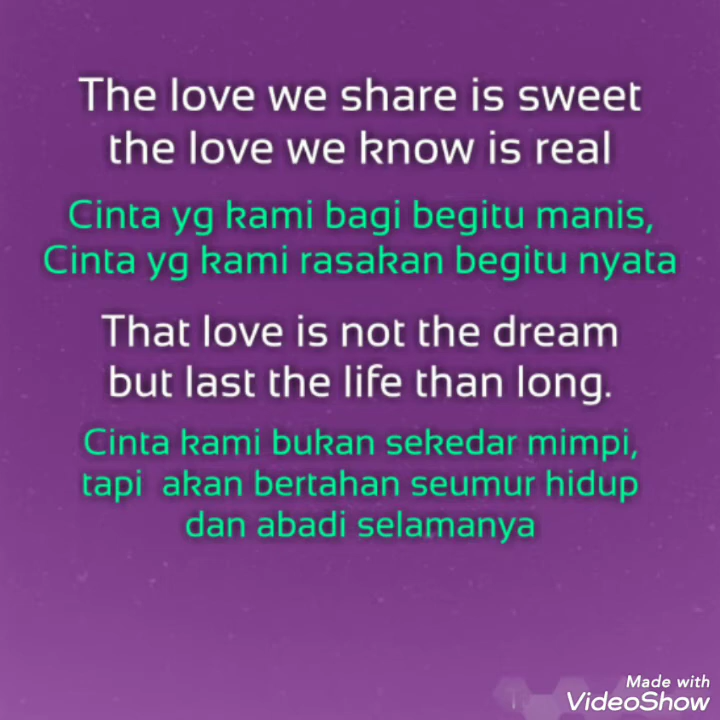 The love we share is sweet
the love we know is real
Cinta yg kami bagi begitu manis,
Cinta yg kami rasakan begitu nyata
That love is not the dream
but last the life than long.
Cinta kami bukan sekedar mimpi,
tapi akan bertahan seumur hidup
dan abadi selamanya
Made with
VideoShow